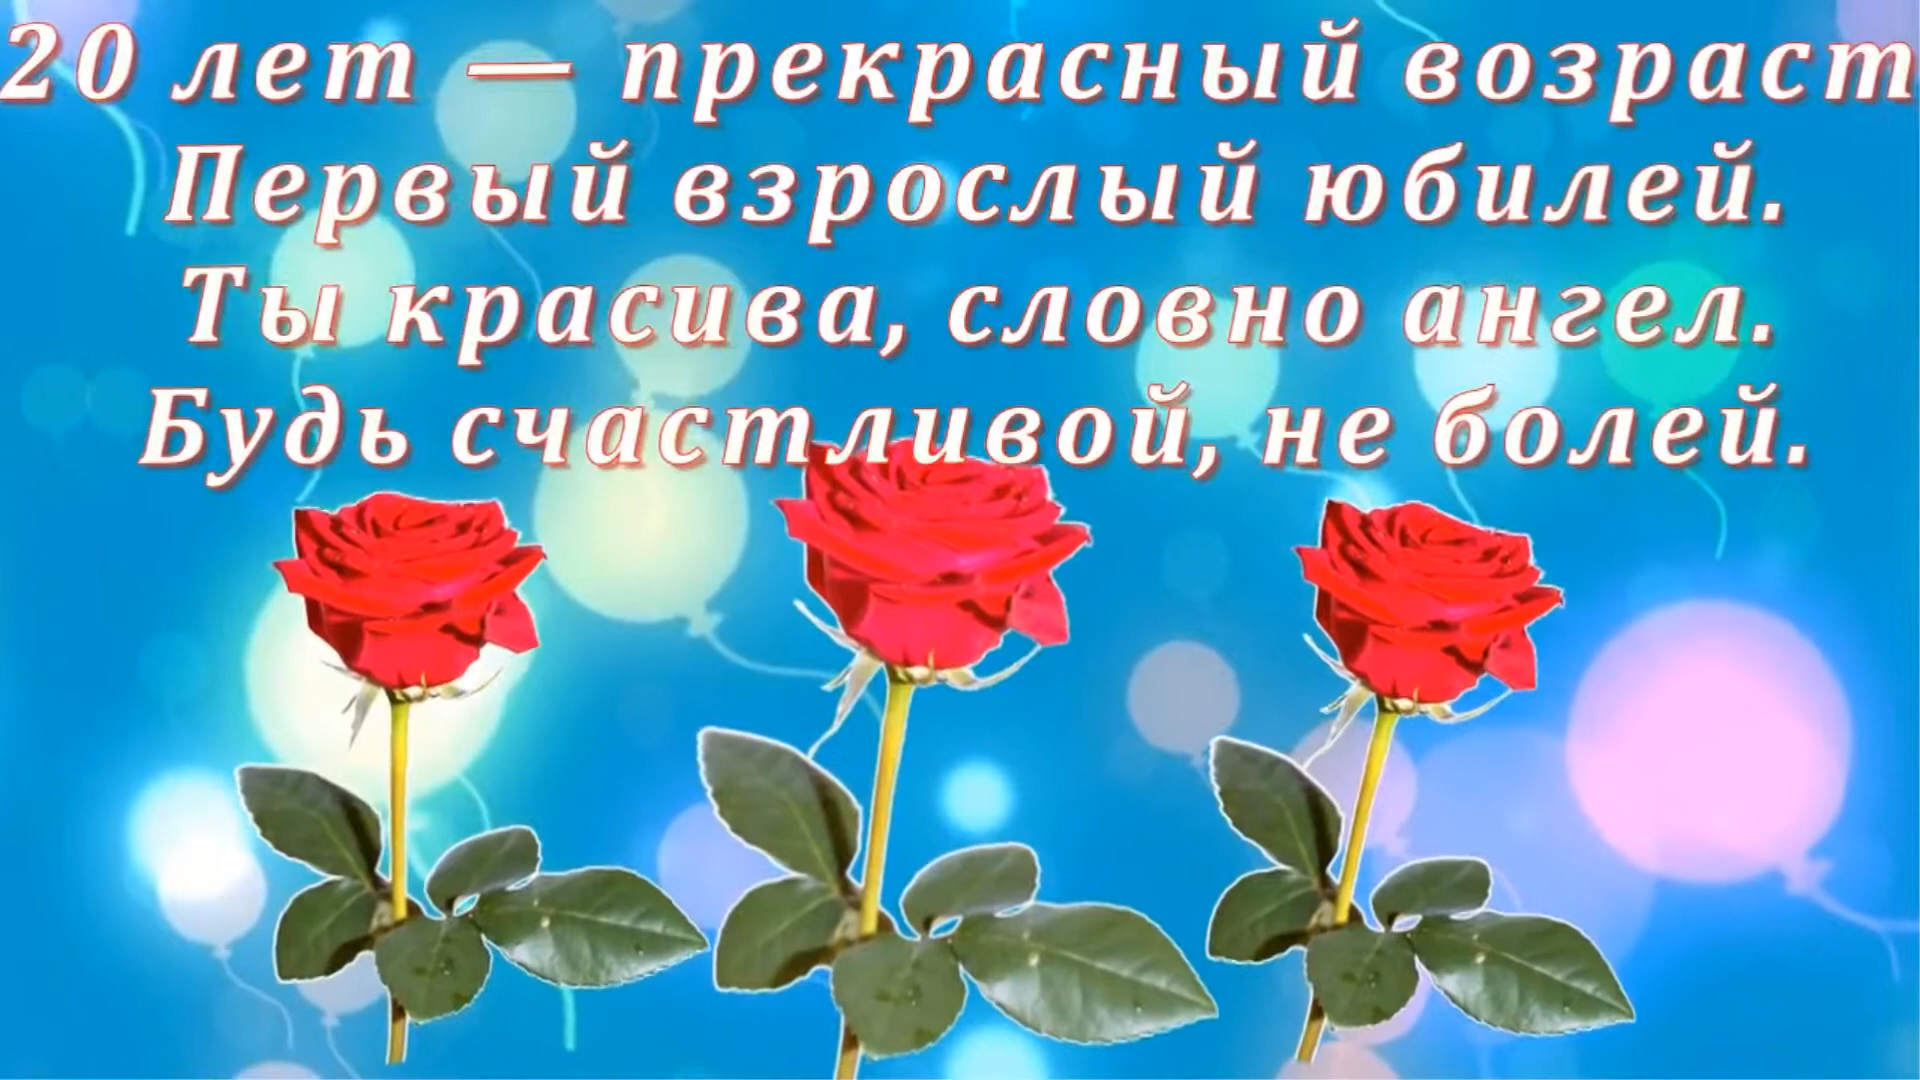 20 лет — прекрасный возраст
Первый взрослый юбилей.
Ты красива, словно ангел.
Будь счастливой, не болей.